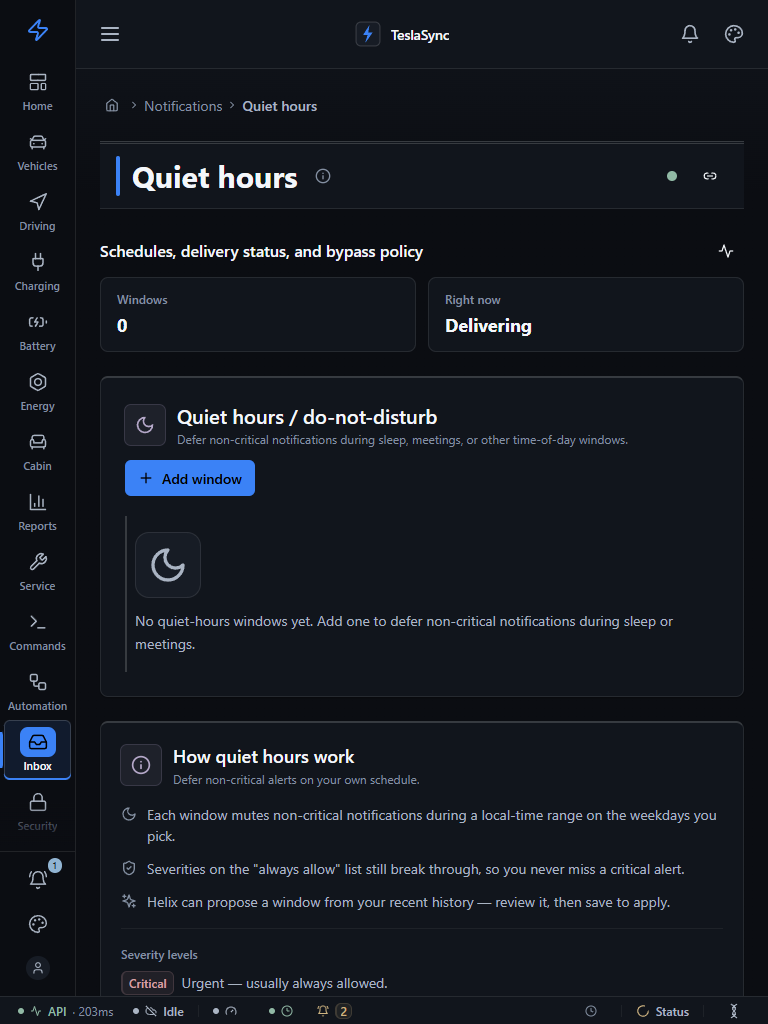 TeslaSync
Home
Vehicles
Driving
Charging
Battery
Energy
Cabin
Reports
Service
Commands
Automation
Inbox
Security
1
Notifications
Quiet hours
Quiet hours
Schedules, delivery status, and bypass policy
Windows
0
Right now
Delivering
Quiet hours / do-not-disturb
Defer non-critical notifications during sleep, meetings, or other time-of-day windows.
Add window
No quiet-hours windows yet. Add one to defer non-critical notifications during sleep or
meetings.
How quiet hours work
Defer non-critical alerts on your own schedule.
Each window mutes non-critical notifications during a local-time range on the weekdays you
pick.
Severities on the "always allow" list still break through, so you never miss a critical alert.
Helix can propose a window from your recent history — review it, then save to apply.
Severity levels
Critical Urgent — usually always allowed.
API · 203ms
Idle
2
Status